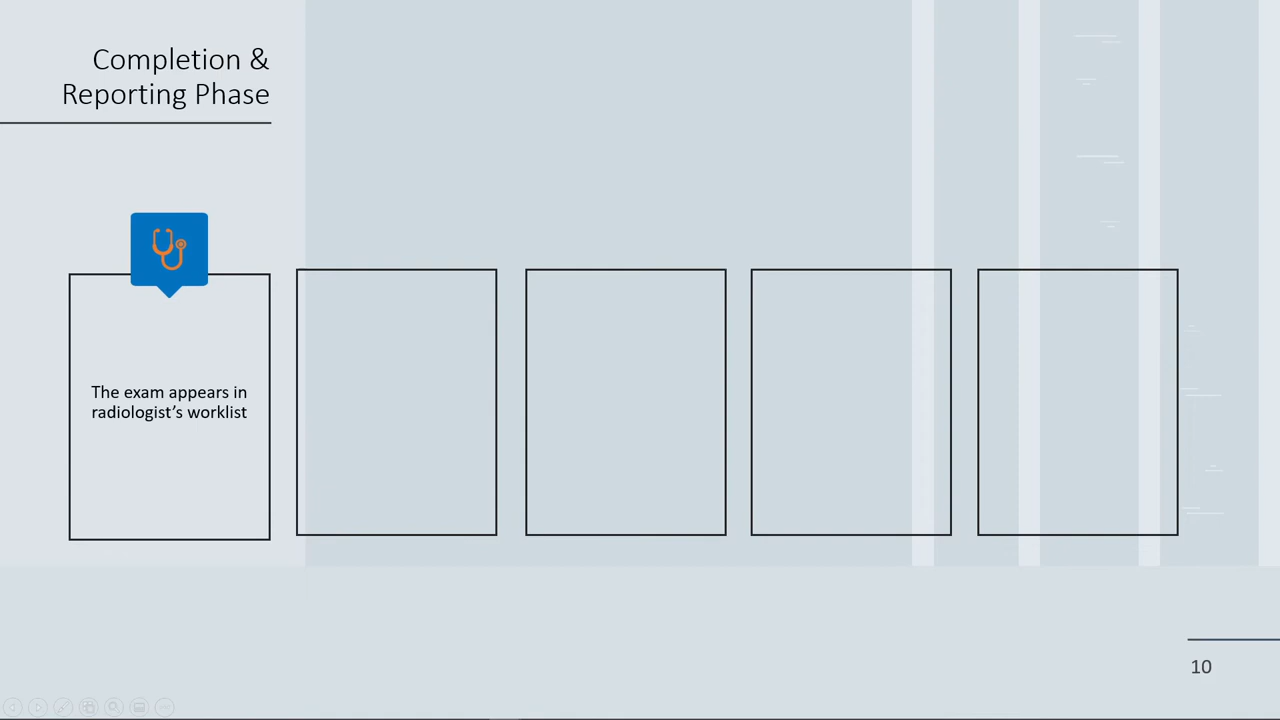 Completion &
Reporting Phase
The exam appears in
radiologist’s worklist
10